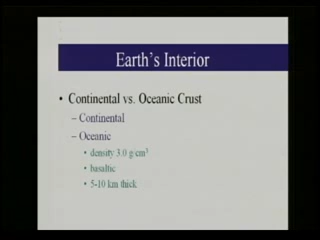 Earth's Interior
• Continental vs. Oceanic Crust
– Continental
– Oceanic
• density 3.0 g/cm³
• basaltic
• 5-10 km thick